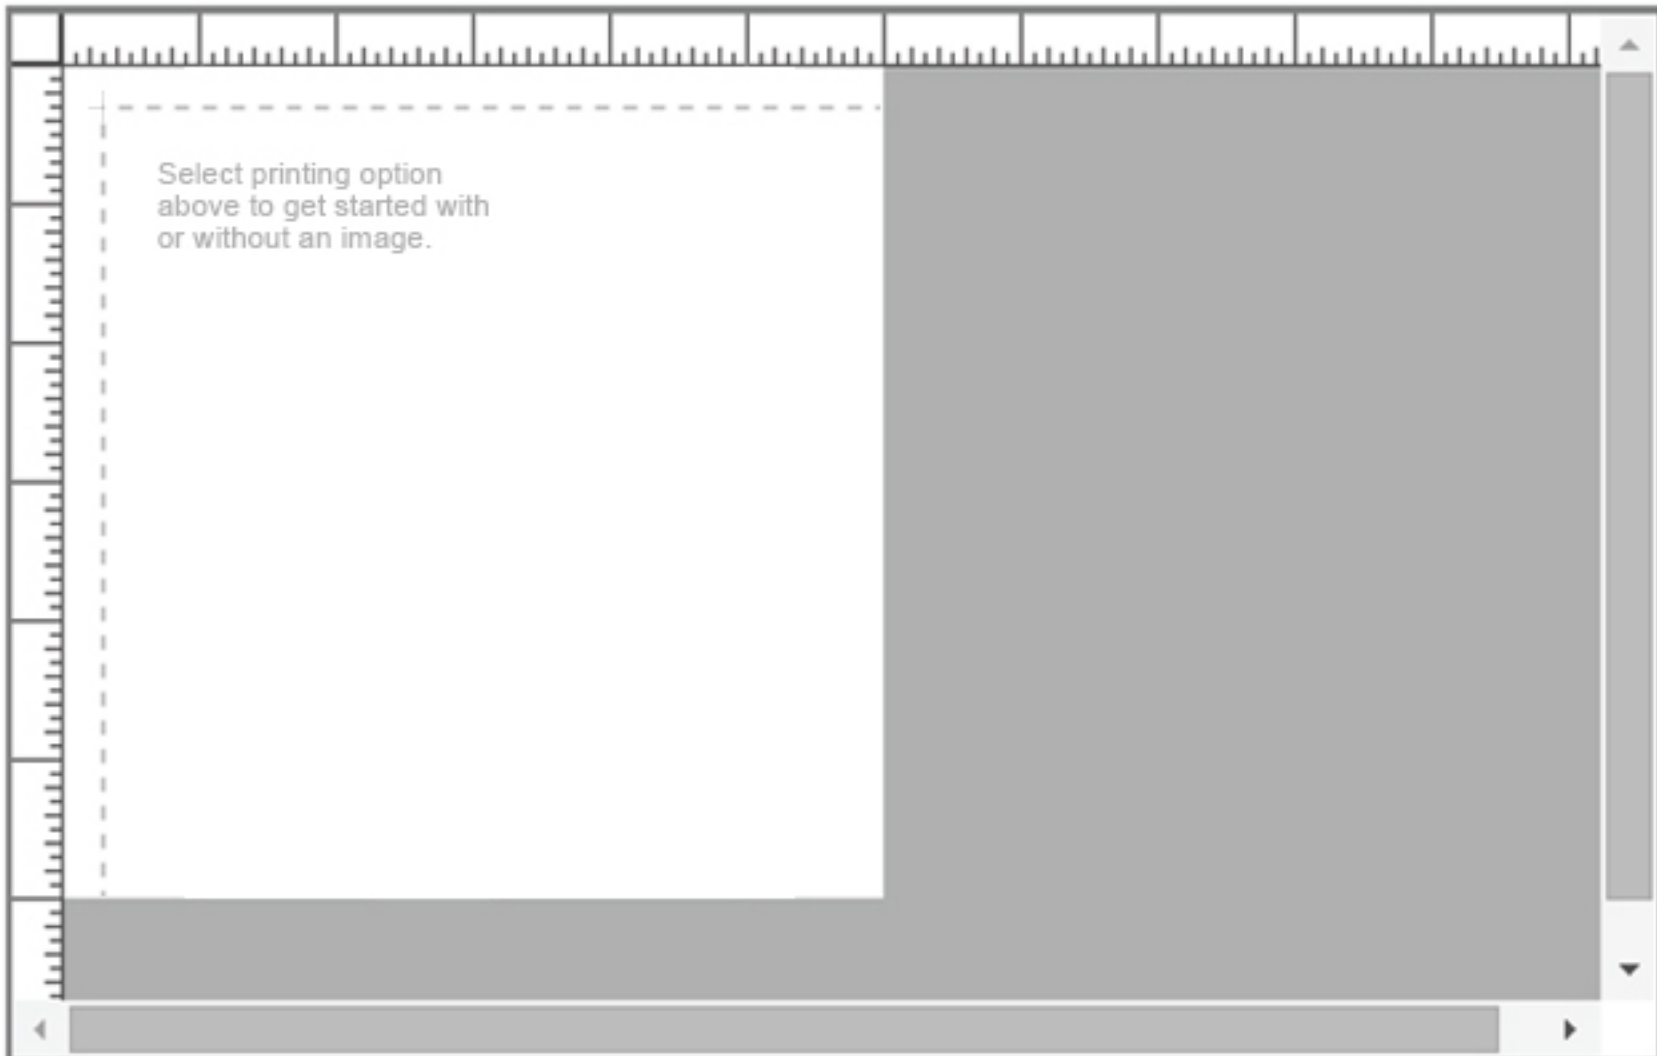 Select printing option
above to get started with
or without an image.